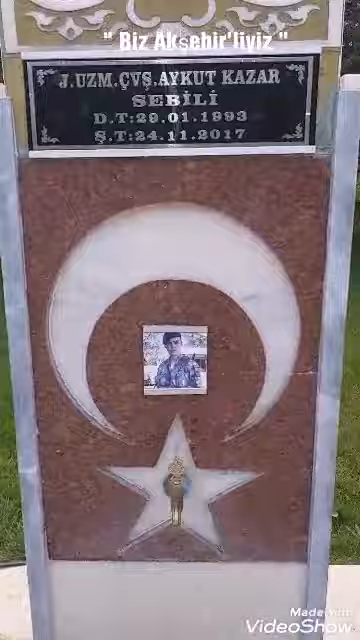 " Biz Akşehir'liyiz "
J.UZM.ÇVŞ.AYKUT KAZAR
SEBİLİ
D.T:29.01.1993
Ş.T:24.11.2017
Made with
VideoShow